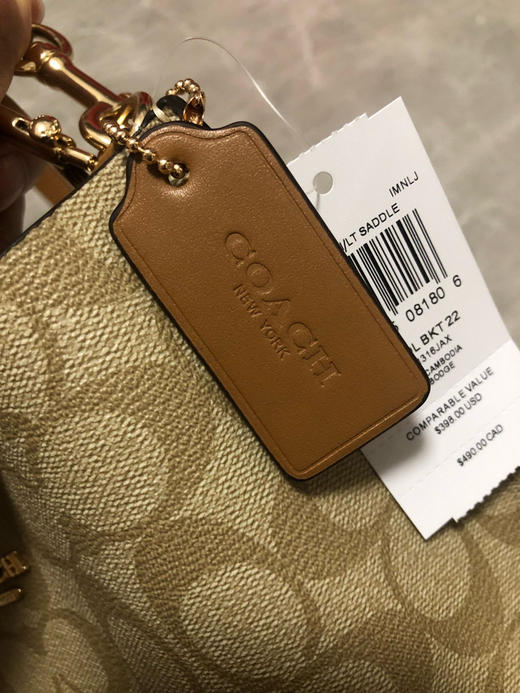 COACH
NEW YORK
IMNLJ
/LT SADDLE
08180 6
L BKT 22
316JAX
CAMBODIA
BODGE
COMPARABLE VALUE
$398.00 USD
$490.00 CAD